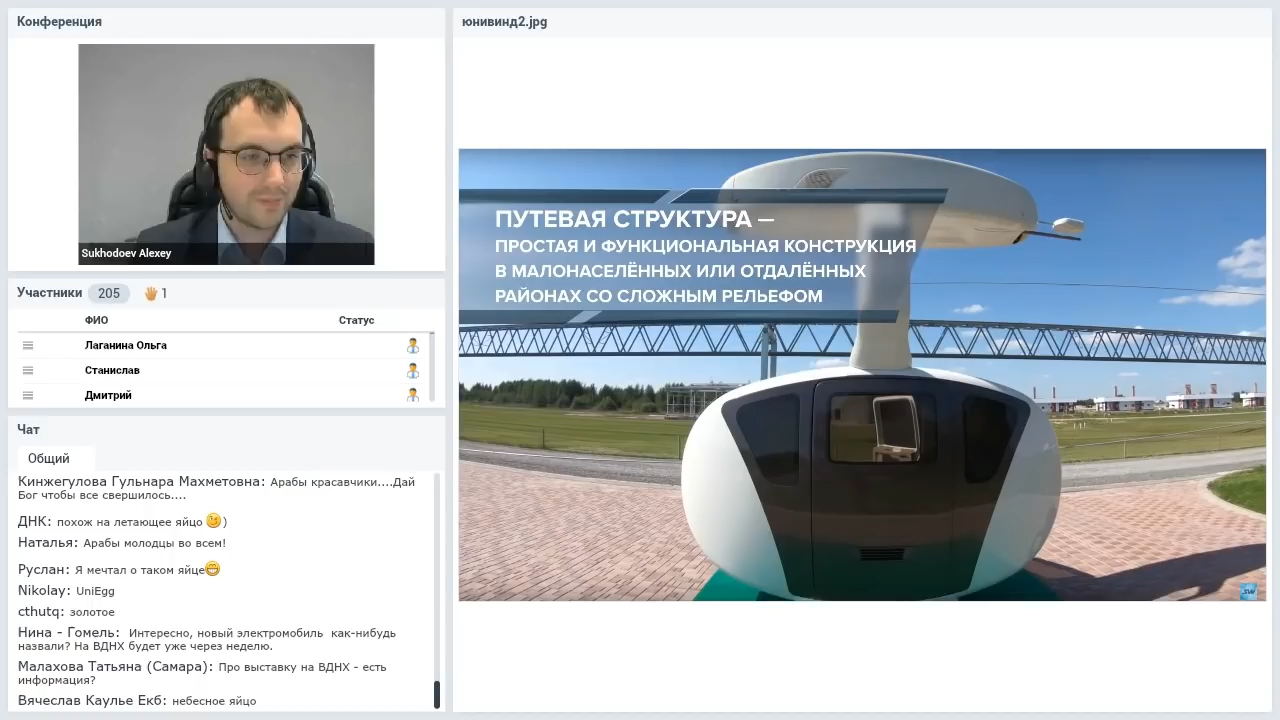 Конференция
Sukhodoev Alexey
Участники 205 1
ФИО Статус
Лаганина Ольга
Станислав
Дмитрий
Чат
Общий
Кинжегулова Гульнара Махметовна: Арабы красавчики....Дай
Бог чтобы все свершилось....
ДНК: похож на летающее яйцо )
Наталья: Арабы молодцы во всем!
Руслан: Я мечтал о таком яйце
Nikolay: UniEgg
cthutq: золотое
Нина - Гомель: Интересно, новый электромобиль как-нибудь
назвали? На ВДНХ будет уже через неделю.
Малахова Татьяна (Самара): Про выставку на ВДНХ - есть
информация?
Вячеслав Каулье Екб: небесное яйцо
юнивинд2.jpg
ПУТЕВАЯ СТРУКТУРА —
ПРОСТАЯ И ФУНКЦИОНАЛЬНАЯ КОНСТРУКЦИЯ
В МАЛОНАСЕЛЁННЫХ ИЛИ ОТДАЛЁННЫХ
РАЙОНАХ СО СЛОЖНЫМ РЕЛЬЕФОМ
SW